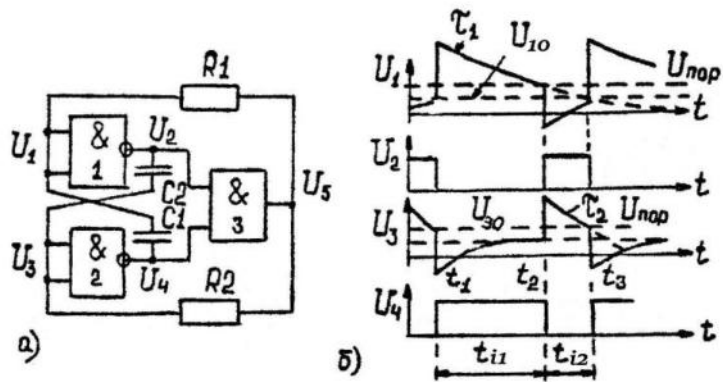 R1
&
1
U₁
U₂
C2
C1
&
3
U₅
U₃
&
2
U₄
R2
а)
τ₁
U₁₀
U₁
Uпор
t
U₂
t
U₃₀
τ₂
Uпор
U₃
t₁
t₂
t₃
t
U₄
t
tᵢ₁
tᵢ₂
б)